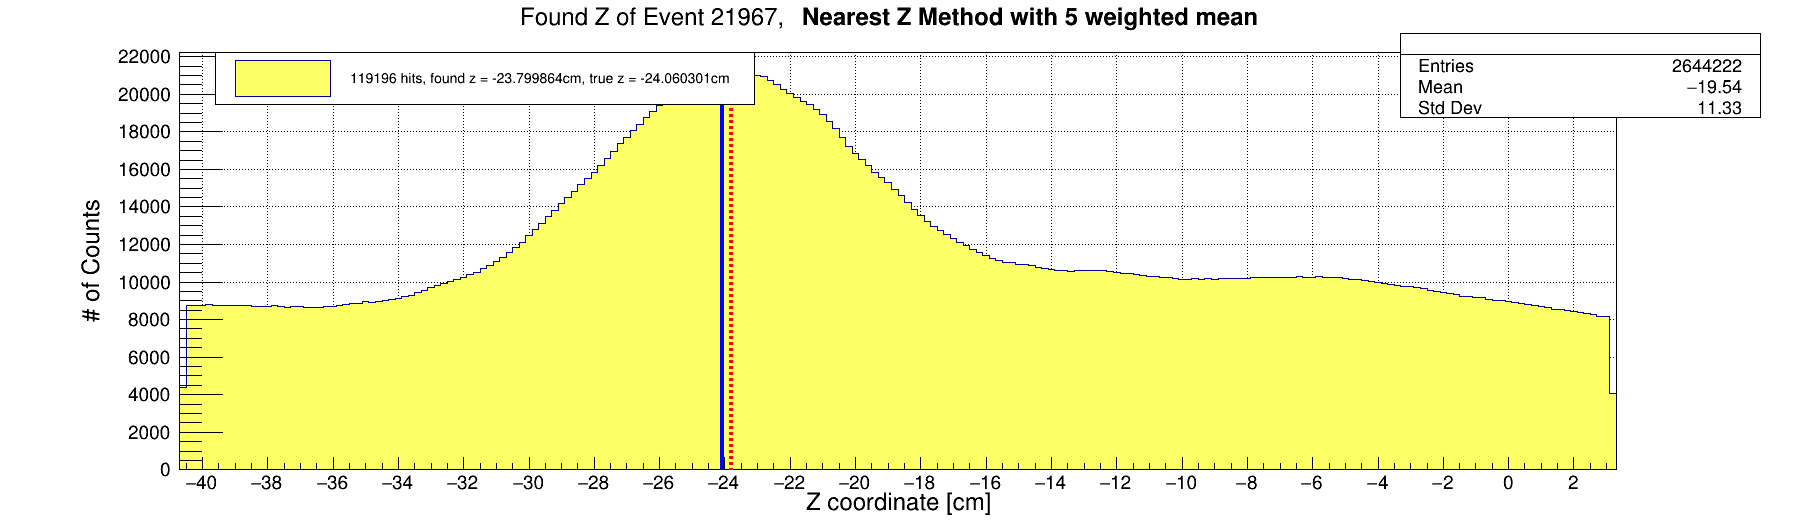 Found Z of Event 21967, Nearest Z Method with 5 weighted mean
119196 hits, found z = -23.799864cm, true z = -24.060301cm
Entries 2644222
Mean −19.54
Std Dev 11.33
22000
20000
18000
16000
14000
12000
10000
8000
6000
4000
2000
0
# of Counts
−40 −38 −36 −34 −32 −30 −28 −26 −24 −22 −20 −18 −16 −14 −12 −10 −8 −6 −4 −2 0 2
Z coordinate [cm]